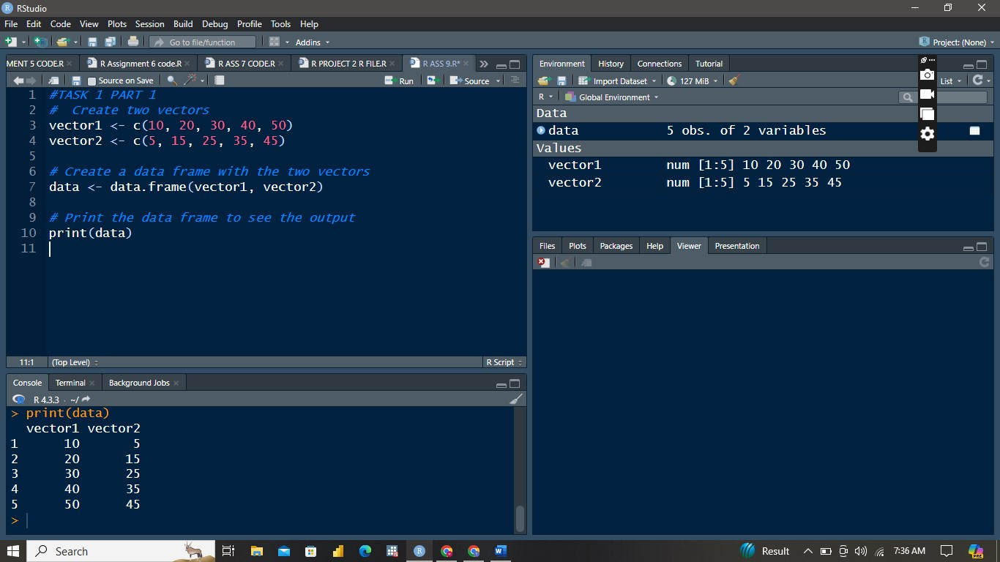 RStudio
File Edit Code View Plots Session Build Debug Profile Tools Help
Go to file/function Addins Project: (None)
MENT 5 CODE.R R Assignment 6 code.R R ASS 7 CODE.R R PROJECT 2 R FILE.R R ASS 9.R*
Source on Save Run Source
1 #TASK 1 PART 1
2 #  Create two vectors
3 vector1 <- c(10, 20, 30, 40, 50)
4 vector2 <- c(5, 15, 25, 35, 45)
5
6 # Create a data frame with the two vectors
7 data <- data.frame(vector1, vector2)
8
9 # Print the data frame to see the output
10 print(data)
11
11:1 (Top Level) R Script
Console Terminal Background Jobs
R 4.3.3 · ~/
> print(data)
vector1 vector2
1 10 5
2 20 15
3 30 25
4 40 35
5 50 45
>
Environment History Connections Tutorial
Import Dataset 127 MiB List
R Global Environment
Data
data 5 obs. of 2 variables
Values
vector1 num [1:5] 10 20 30 40 50
vector2 num [1:5] 5 15 25 35 45
Files Plots Packages Help Viewer Presentation
Search Result 7:36 AM
PRE